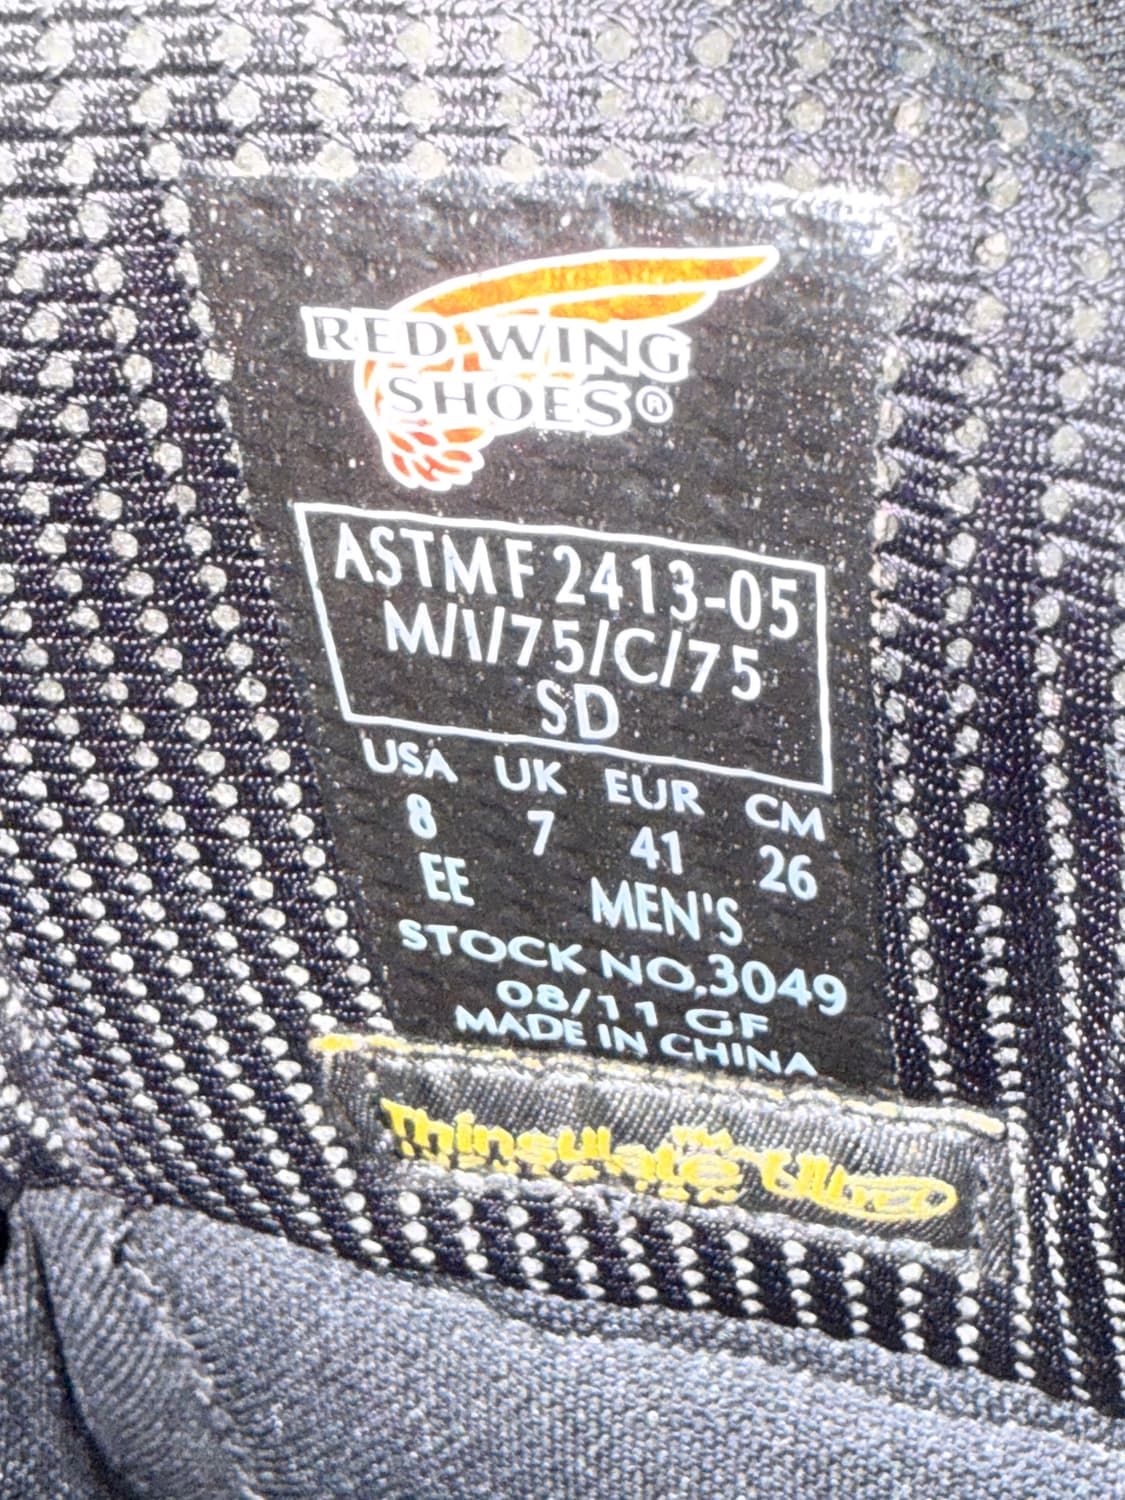 RED WING
SHOES®
ASTM F 2413-05
M/I/75/C/75
SD
USA UK EUR CM
8 7 41 26
EE MEN'S
STOCK NO.3049
08/11 GF
MADE IN CHINA
Thinsulate™ Ultra